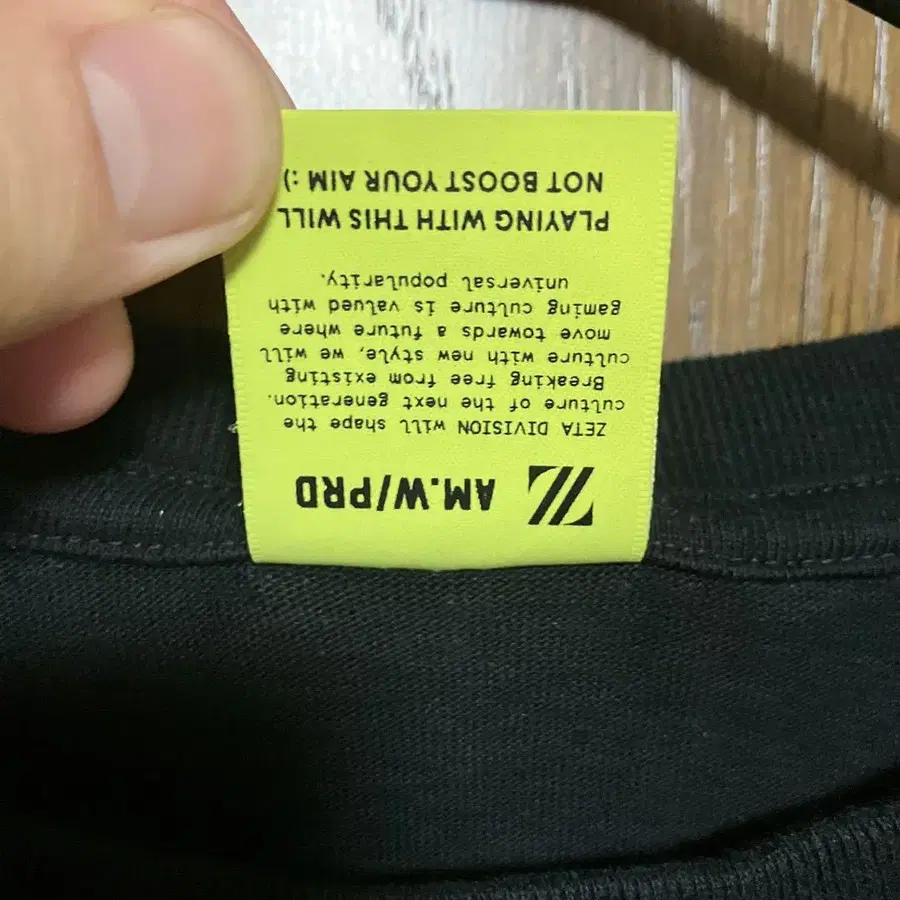 AM.W/PRD
ZETA DIVISION will shape the
culture of the next generation.
Breaking free from existing
culture with new style, we will
move towards a future where
gaming culture is valued with
universal popularity.
PLAYING WITH THIS WILL
NOT BOOST YOUR AIM :)